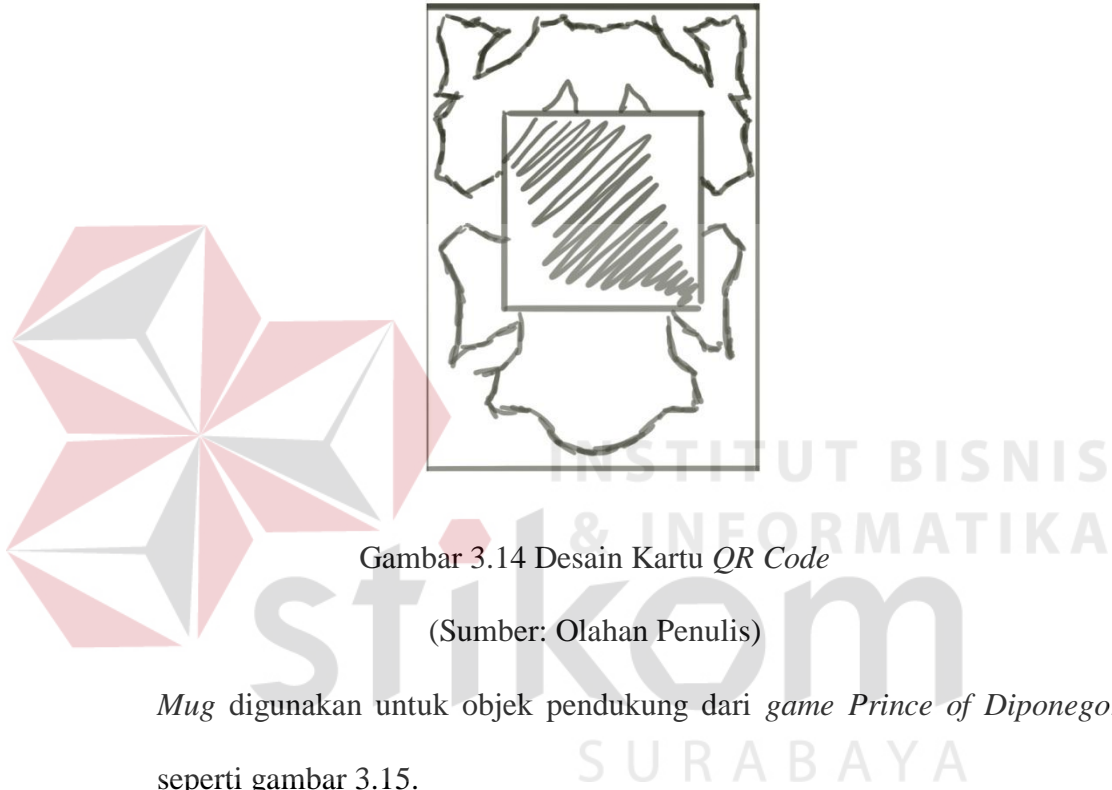 INSTITUT BISNIS
& INFORMATIKA
Gambar 3.14 Desain Kartu QR Code
stikom
(Sumber: Olahan Penulis)
Mug digunakan untuk objek pendukung dari game Prince of Diponego
SURABAYA
seperti gambar 3.15.